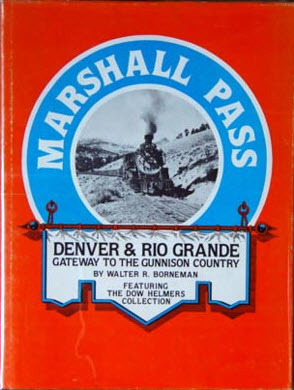 MARSHALL PASS
DENVER & RIO GRANDE
GATEWAY TO THE GUNNISON COUNTRY
BY WALTER R. BORNEMAN
FEATURING
THE DOW HELMERS
COLLECTION